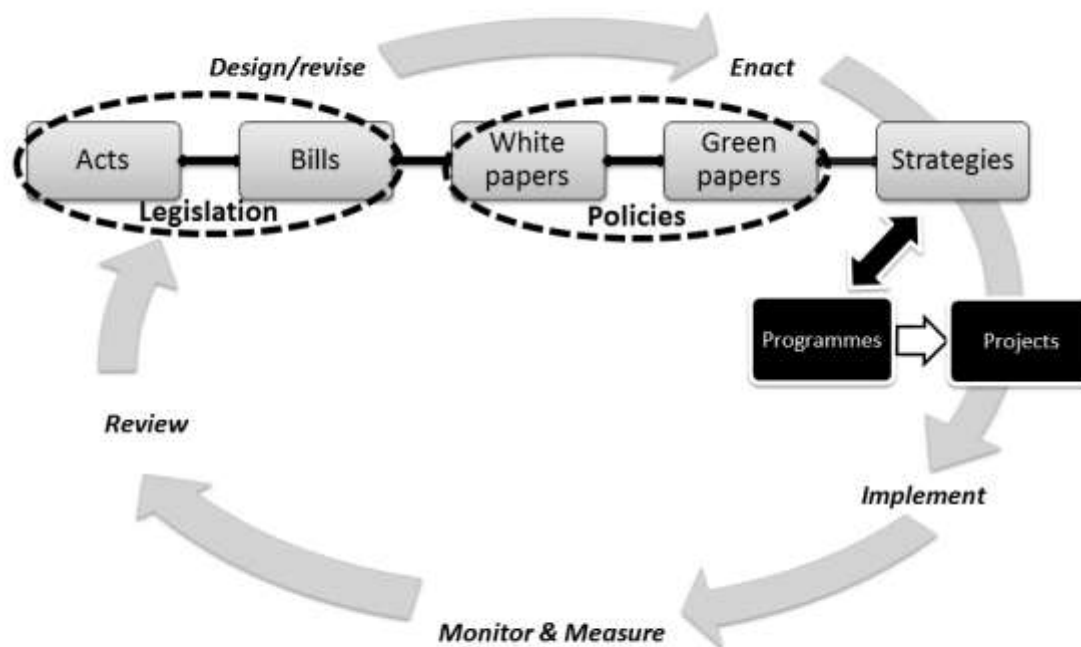 Design/revise
Enact
Acts
Bills
White
papers
Green
papers
Strategies
Legislation
Policies
Programmes
Projects
Review
Implement
Monitor & Measure